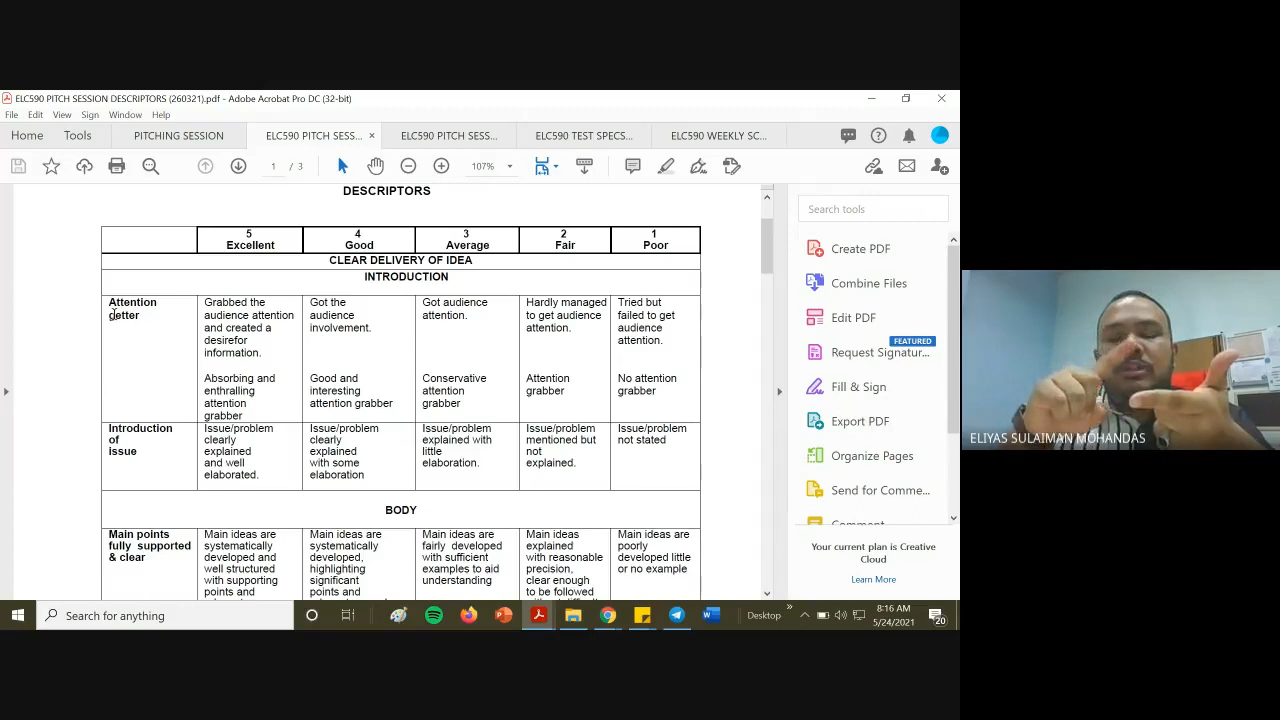 ELC590 PITCH SESSION DESCRIPTORS (260321).pdf - Adobe Acrobat Pro DC (32-bit)
File Edit View Sign Window Help
Home Tools PITCHING SESSION ELC590 PITCH SESS... × ELC590 PITCH SESS... ELC590 TEST SPECS... ELC590 WEEKLY SC...
1 / 3 107%
DESCRIPTORS
5 4 3 2 1
Excellent Good Average Fair Poor
CLEAR DELIVERY OF IDEA
INTRODUCTION
Attention
getter
Grabbed the
audience attention
and created a
desirefor
information.
Absorbing and
enthralling
attention
grabber
Got the
audience
involvement.
Good and
interesting
attention grabber
Got audience
attention.
Conservative
attention
grabber
Hardly managed
to get audience
attention.
Attention
grabber
Tried but
failed to get
audience
attention.
No attention
grabber
Introduction
of
issue
Issue/problem
clearly
explained
and well
elaborated.
Issue/problem
clearly
explained
with some
elaboration
Issue/problem
explained with
little
elaboration.
Issue/problem
mentioned but
not
explained.
Issue/problem
not stated
BODY
Main points
fully supported
& clear
Main ideas are
systematically
developed and
well structured
with supporting
points and
Main ideas are
systematically
developed,
highlighting
significant
points and
Main ideas are
fairly developed
with sufficient
examples to aid
understanding
Main ideas
explained
with reasonable
precision,
clear enough
to be followed
Main ideas are
poorly
developed little
or no example
Search tools
Create PDF
Combine Files
Edit PDF
FEATURED
Request Signatur...
Fill & Sign
Export PDF
Organize Pages
Send for Comme...
Comment
Your current plan is Creative
Cloud
Learn More
ELIYAS SULAIMAN MOHANDAS
Search for anything
Desktop
8:16 AM
5/24/2021
20